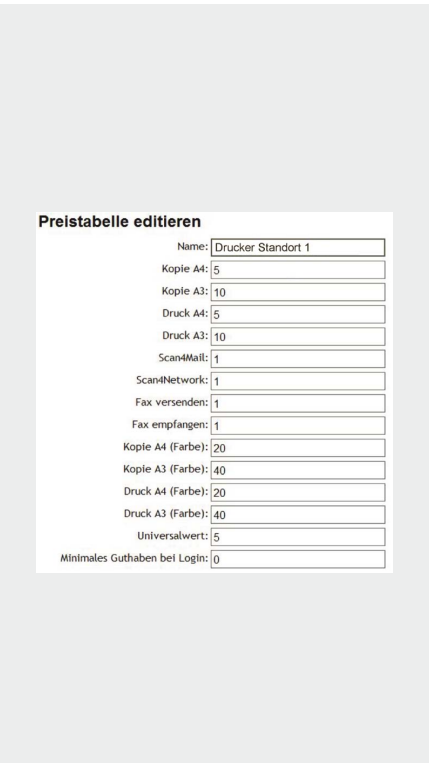 Preistabelle editieren
Name: Drucker Standort 1
Kopie A4: 5
Kopie A3: 10
Druck A4: 5
Druck A3: 10
Scan4Mail: 1
Scan4Network: 1
Fax versenden: 1
Fax empfangen: 1
Kopie A4 (Farbe): 20
Kopie A3 (Farbe): 40
Druck A4 (Farbe): 20
Druck A3 (Farbe): 40
Universalwert: 5
Minimales Guthaben bei Login: 0